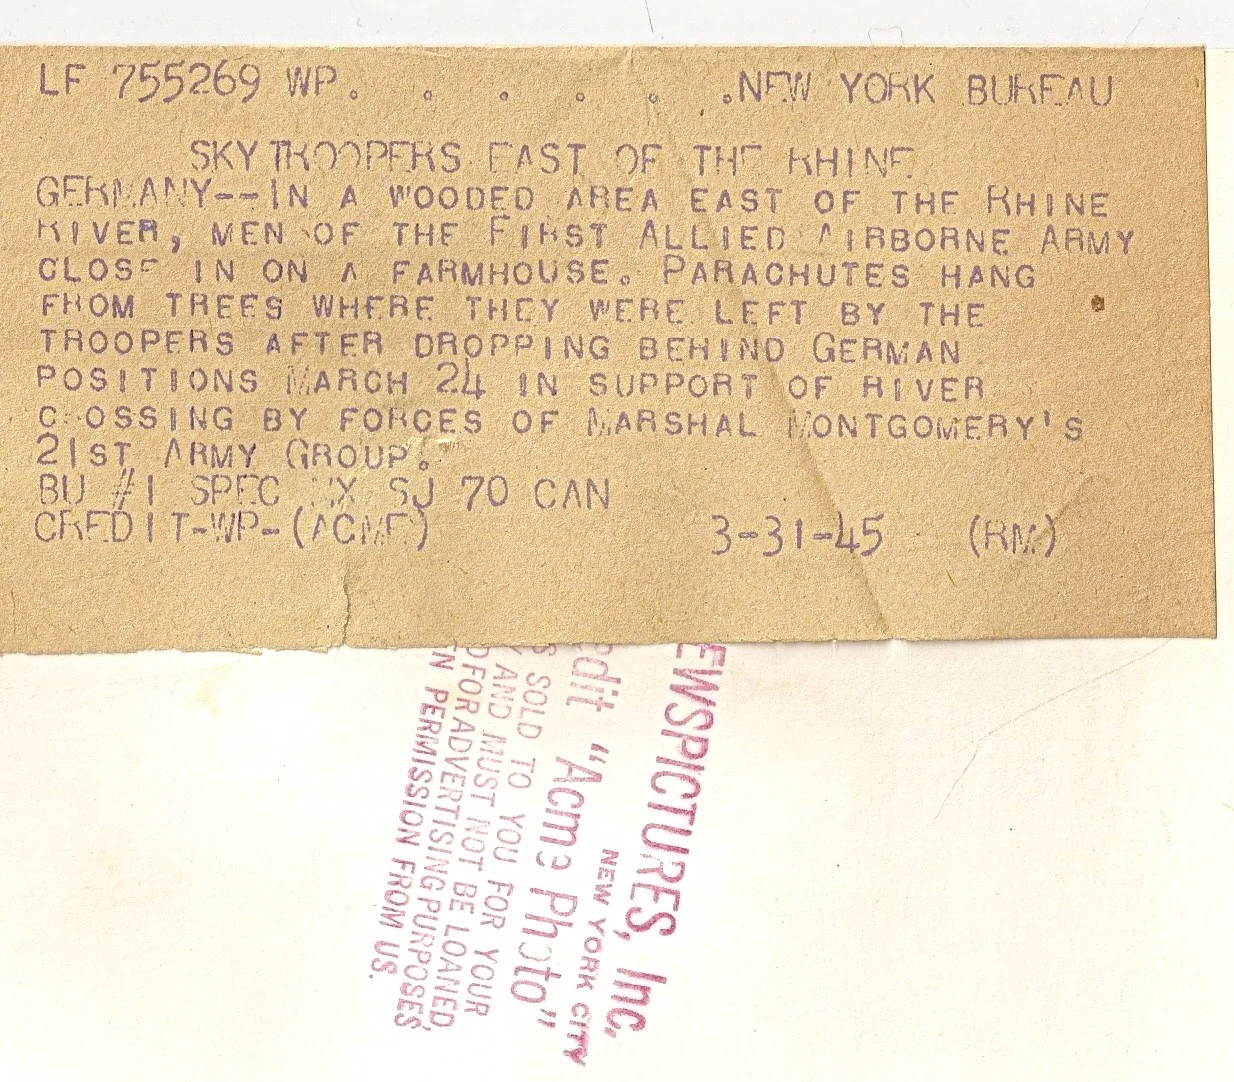 LF 755269 WP. . . . . .NEW YORK BUREAU
SKYTROOPERS EAST OF THE RHINE
GERMANY--IN A WOODED AREA EAST OF THE RHINE
RIVER, MEN OF THE FIRST ALLIED AIRBORNE ARMY
CLOSE IN ON A FARMHOUSE. PARACHUTES HANG
FROM TREES WHERE THEY WERE LEFT BY THE
TROOPERS AFTER DROPPING BEHIND GERMAN
POSITIONS MARCH 24 IN SUPPORT OF RIVER
CROSSING BY FORCES OF MARSHAL MONTGOMERY'S
21ST ARMY GROUP.
BU #1 SPEC SJ 70 CAN
CREDIT-WP-(ACME) 3-31-45 (RM)
EWSPICTURES, Inc.
NEW YORK CITY
edit "Acme Photo"
S SOLD TO YOU FOR YOUR
Y AND MUST NOT BE LOANED
D FOR ADVERTISING PURPOSES
N PERMISSION FROM US.